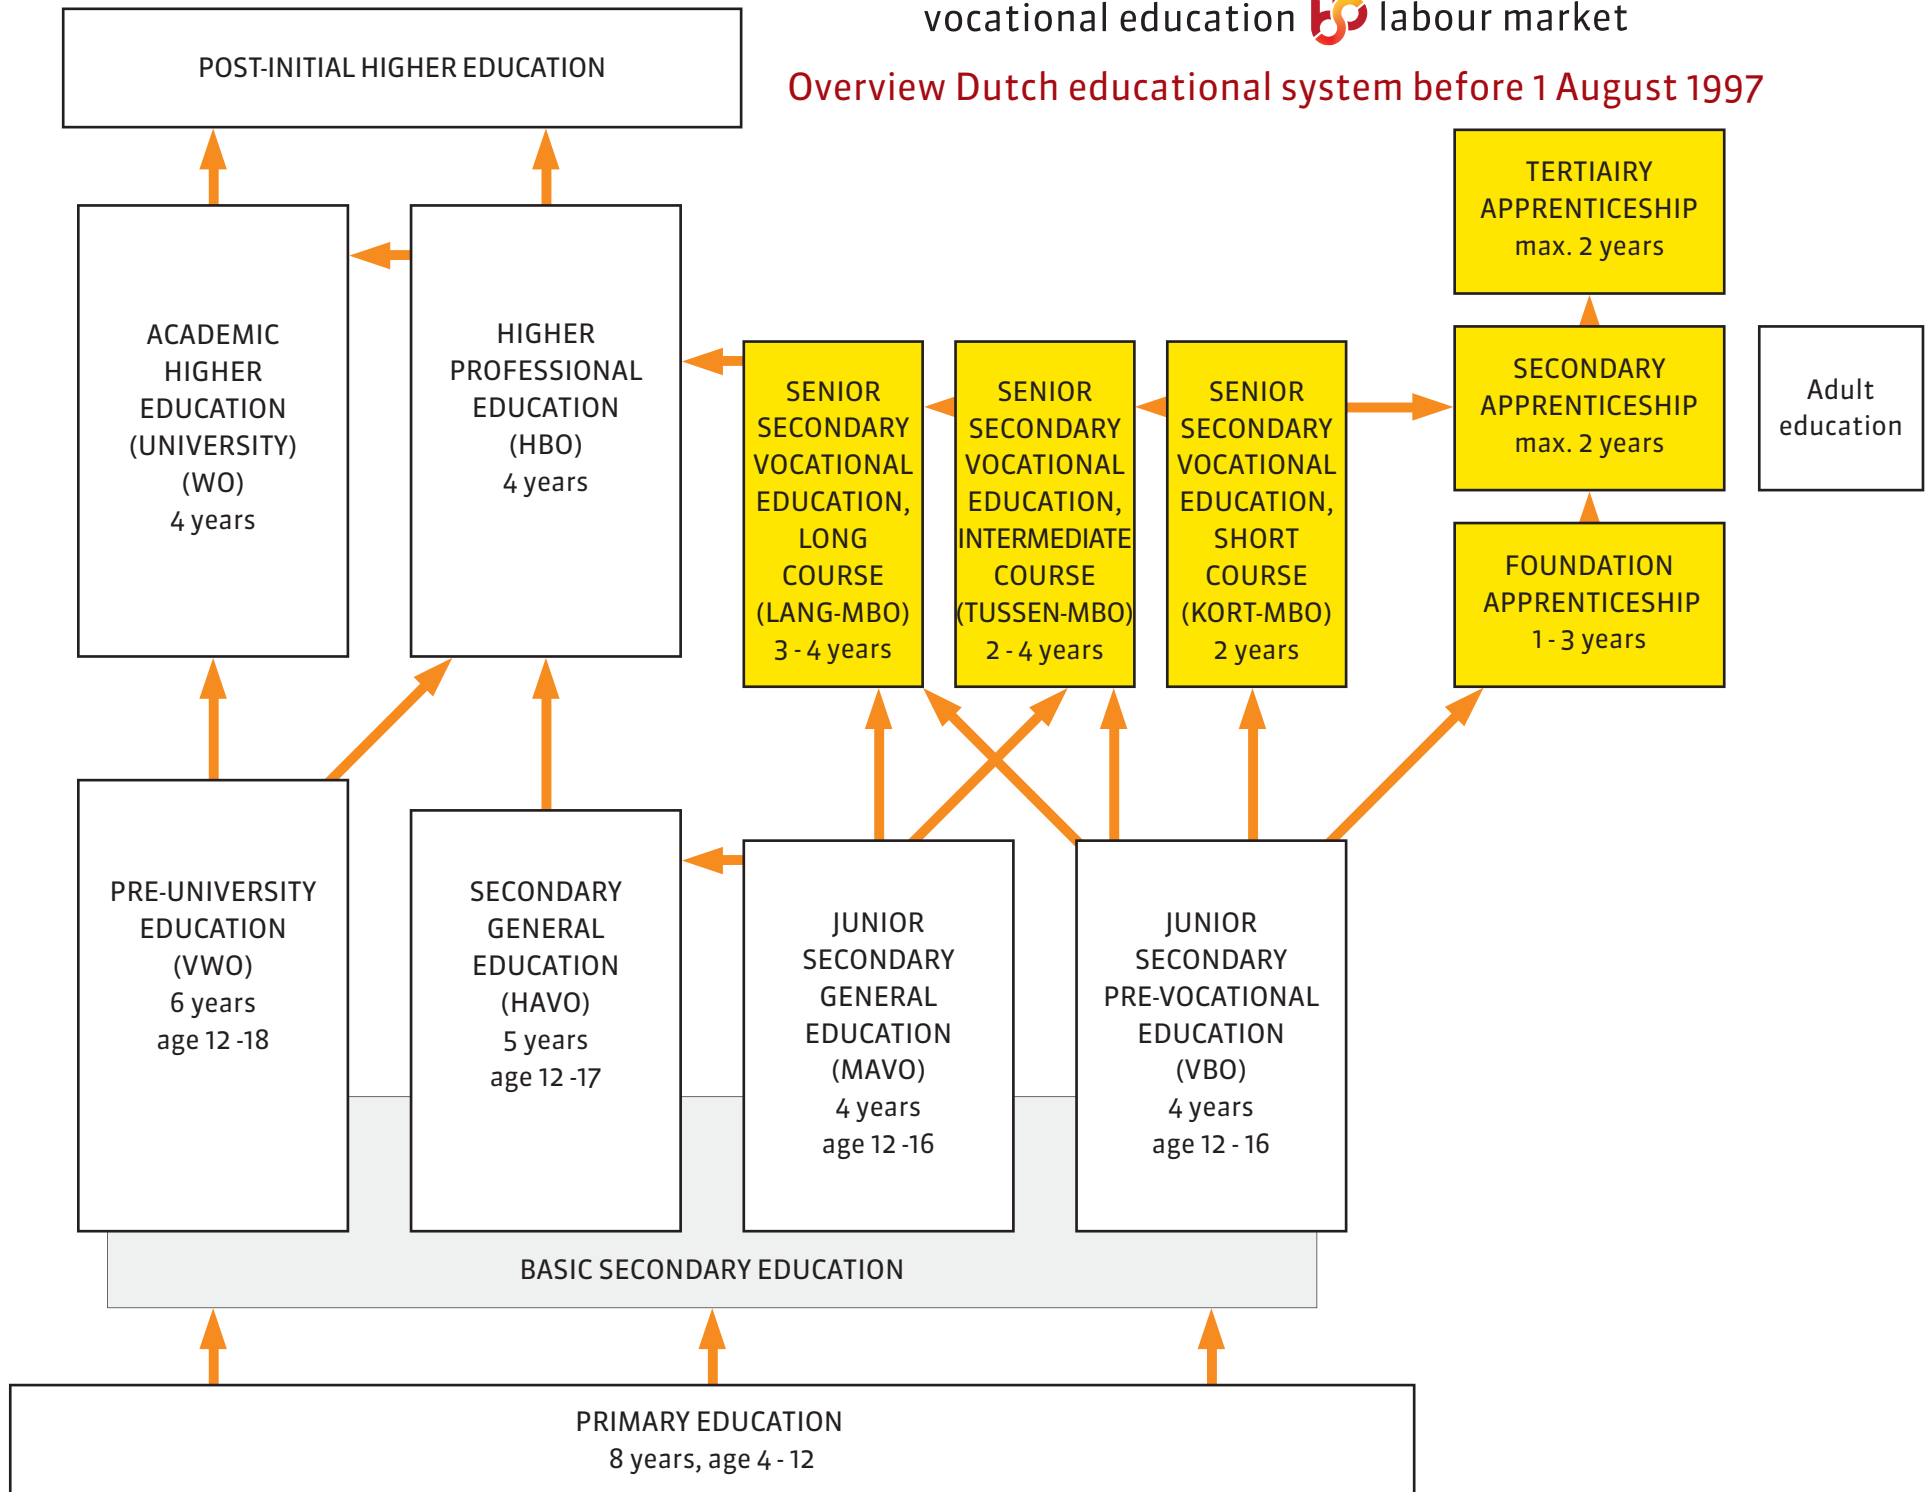 vocational education labour market
Overview Dutch educational system before 1 August 1997
POST-INITIAL HIGHER EDUCATION
ACADEMIC
HIGHER
EDUCATION
(UNIVERSITY)
(WO)
4 years
HIGHER
PROFESSIONAL
EDUCATION
(HBO)
4 years
SENIOR
SECONDARY
VOCATIONAL
EDUCATION,
LONG
COURSE
(LANG-MBO)
3 - 4 years
SENIOR
SECONDARY
VOCATIONAL
EDUCATION,
INTERMEDIATE
COURSE
(TUSSEN-MBO)
2 - 4 years
SENIOR
SECONDARY
VOCATIONAL
EDUCATION,
SHORT
COURSE
(KORT-MBO)
2 years
TERTIAIRY
APPRENTICESHIP
max. 2 years
SECONDARY
APPRENTICESHIP
max. 2 years
FOUNDATION
APPRENTICESHIP
1 - 3 years
Adult
education
PRE-UNIVERSITY
EDUCATION
(VWO)
6 years
age 12 -18
SECONDARY
GENERAL
EDUCATION
(HAVO)
5 years
age 12 -17
JUNIOR
SECONDARY
GENERAL
EDUCATION
(MAVO)
4 years
age 12 -16
JUNIOR
SECONDARY
PRE-VOCATIONAL
EDUCATION
(VBO)
4 years
age 12 - 16
BASIC SECONDARY EDUCATION
PRIMARY EDUCATION
8 years, age 4 - 12